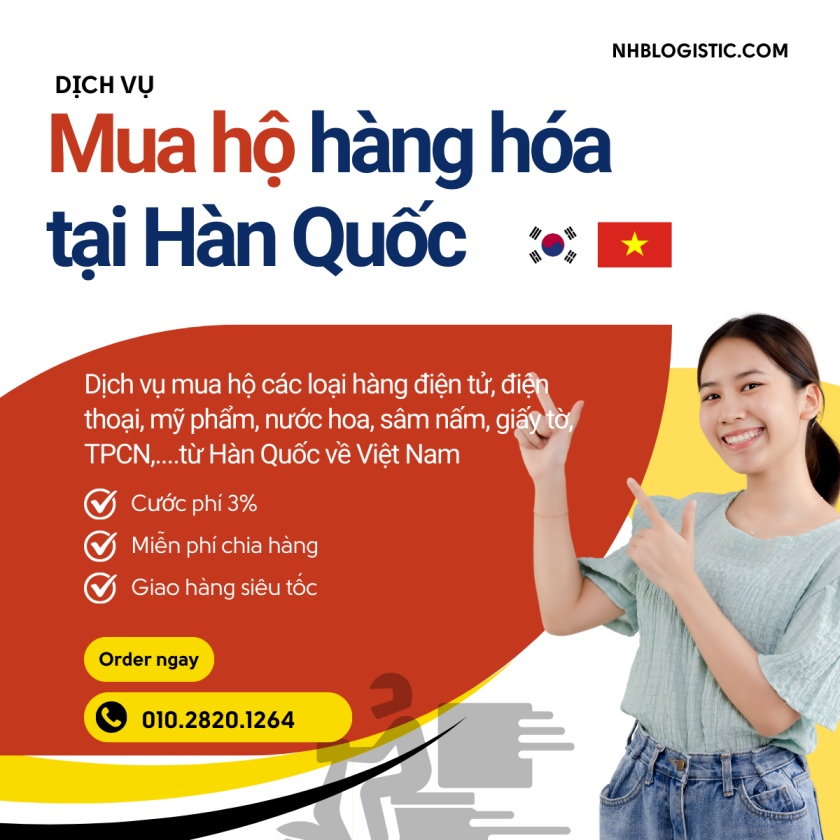 NHBLOGISTIC.COM
DỊCH VỤ
Mua hộ hàng hóa
tại Hàn Quốc
Dịch vụ mua hộ các loại hàng điện tử, điện
thoại, mỹ phẩm, nước hoa, sâm nấm, giấy tờ,
TPCN,....từ Hàn Quốc về Việt Nam
Cước phí 3%
Miễn phí chia hàng
Giao hàng siêu tốc
Order ngay
010.2820.1264